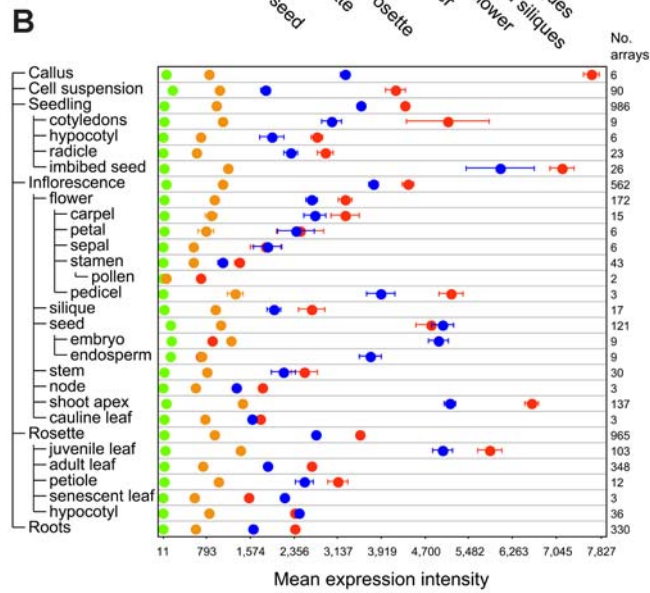 B
seed
osette
siliques
No.
arrays
Callus 6
Cell suspension 90
Seedling 986
cotyledons 9
hypocotyl 6
radicle 23
imbibed seed 26
Inflorescence 562
flower 172
carpel 15
petal 6
sepal 6
stamen 43
pollen 2
pedicel 3
silique 17
seed 121
embryo 9
endosperm 9
stem 30
node 3
shoot apex 137
cauline leaf 3
Rosette 965
juvenile leaf 103
adult leaf 348
petiole 12
senescent leaf 3
hypocotyl 36
Roots 330
11 793 1,574 2,356 3,137 3,919 4,700 5,482 6,263 7,045 7,827
Mean expression intensity